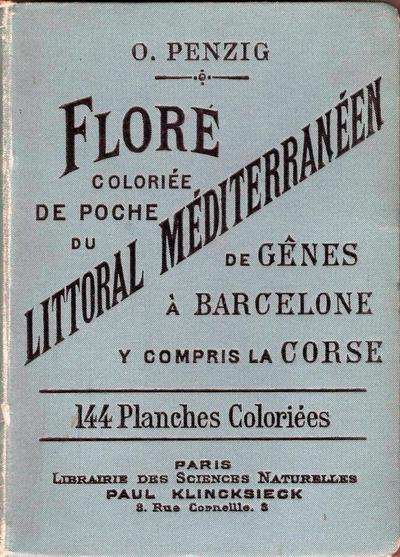 O. PENZIG
FLORE
COLORIÉE
DE POCHE
DU
LITTORAL MÉDITERRANÉEN
DE GÊNES
À BARCELONE
Y COMPRIS LA CORSE
144 Planches Coloriées
PARIS
LIBRAIRIE DES SCIENCES NATURELLES
PAUL KLINCKSIECK
3. Rue Corneille. 3